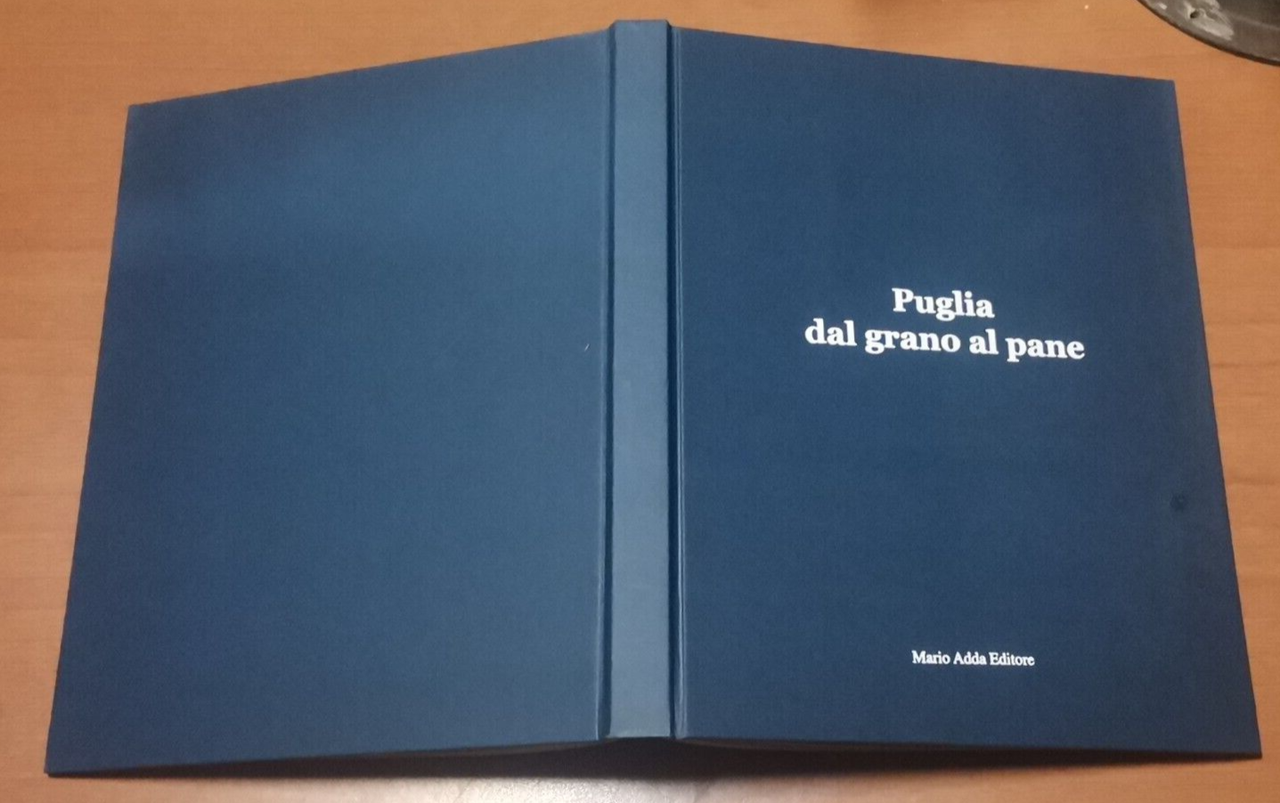 Puglia
dal grano al pane
Mario Adda Editore